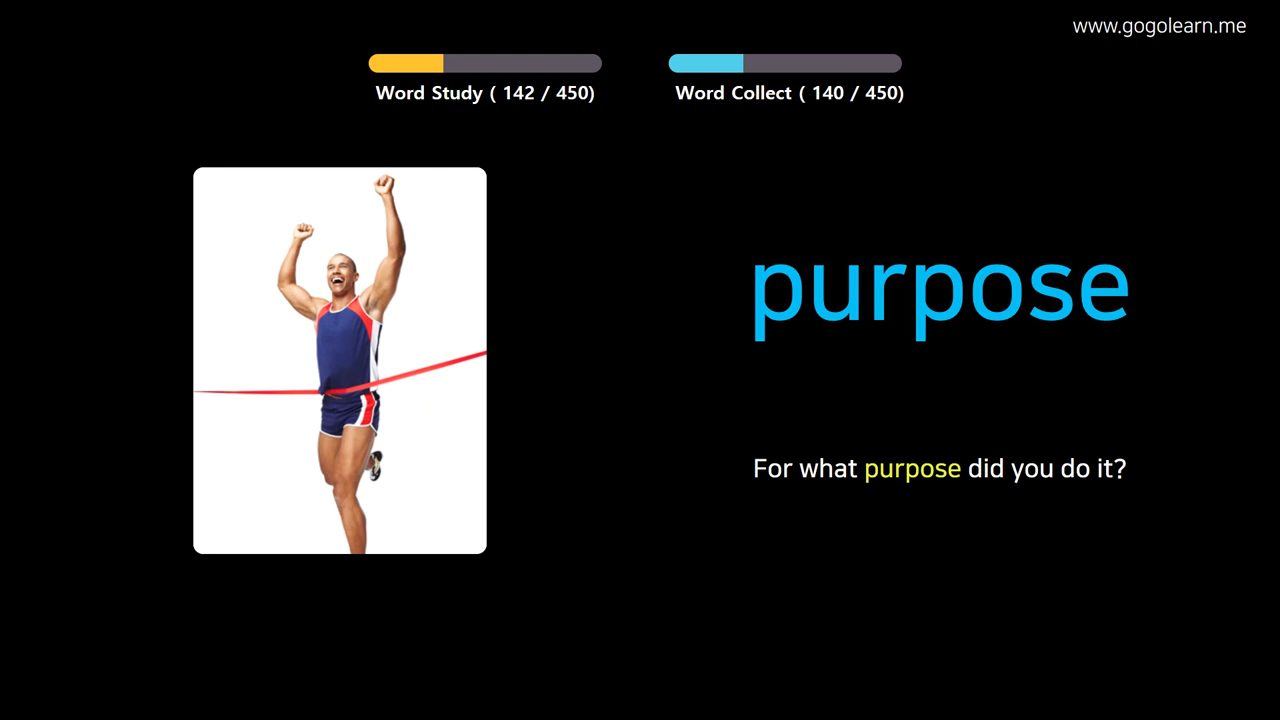 www.gogolearn.me
Word Study ( 142 / 450)
Word Collect ( 140 / 450)
purpose
For what purpose did you do it?